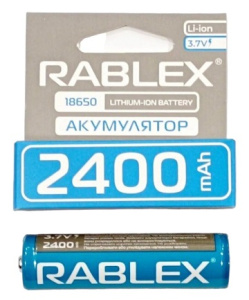 Li-ion
3.7V
RABLEX®
18650 LITHIUM-ION BATTERY
АКУМУЛЯТОР
2400 mAh
3.7V
2400
RABLEX